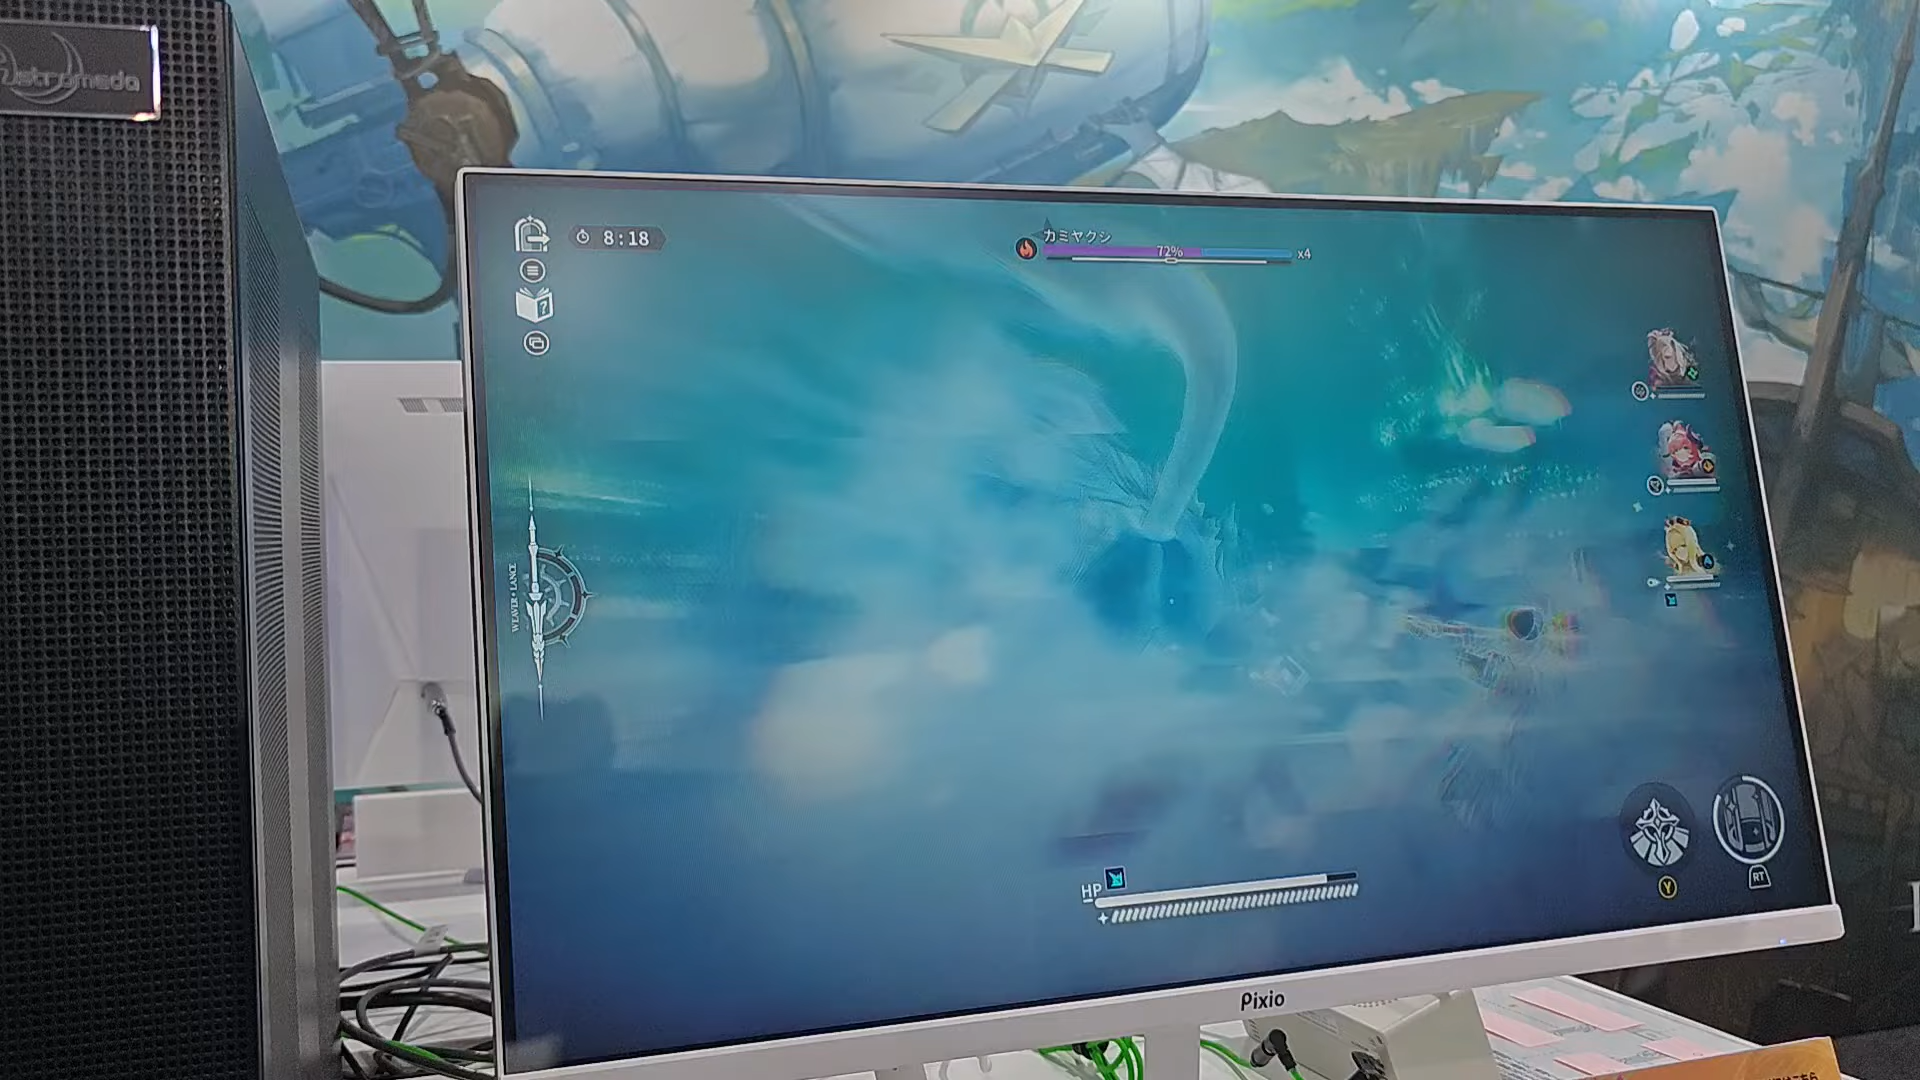 Astromeda
8:18
カミヤクシ
72%
x4
WEAVER・LANCE
HP
Y
RT
Pixio